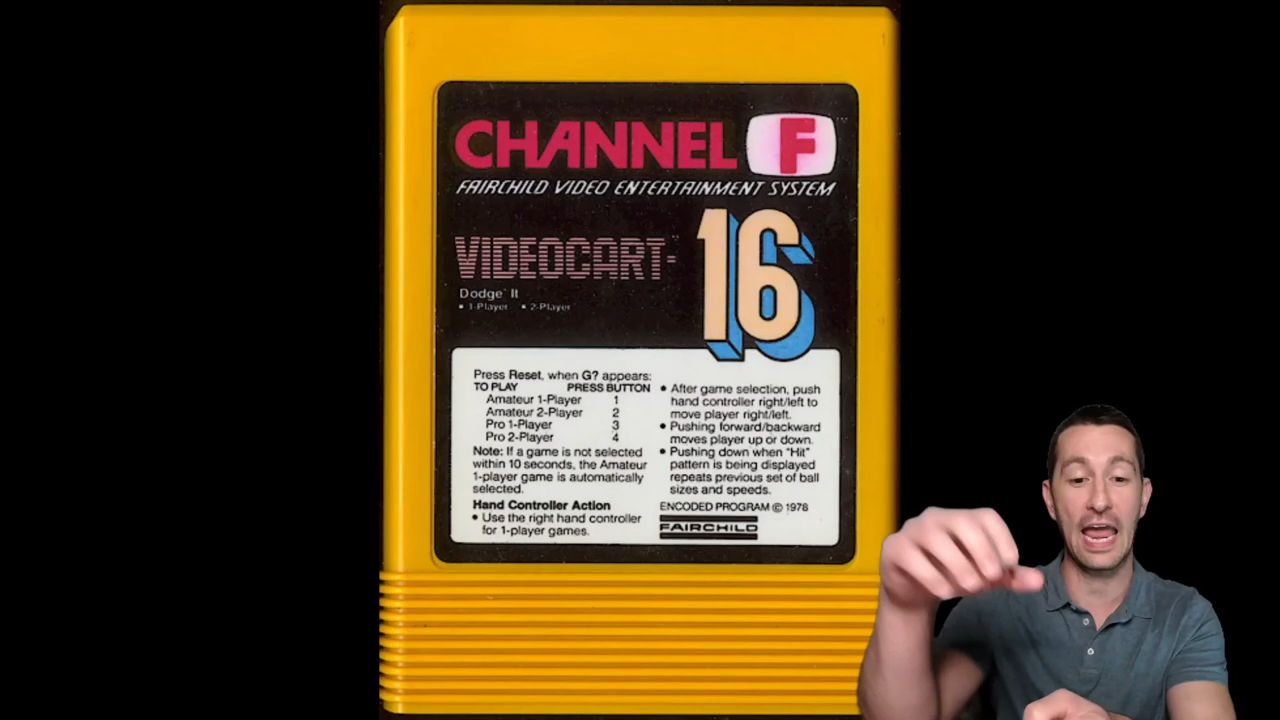 CHANNEL F
FAIRCHILD VIDEO ENTERTAINMENT SYSTEM
VIDEOCART™-
16
Dodge It
▪ 1-Player ▪ 2-Player
Press Reset, when G? appears:
TO PLAY PRESS BUTTON
Amateur 1-Player 1
Amateur 2-Player 2
Pro 1-Player 3
Pro 2-Player 4
Note: If a game is not selected
within 10 seconds, the Amateur
1-player game is automatically
selected.
Hand Controller Action
• Use the right hand controller
for 1-player games.
• After game selection, push
hand controller right/left to
move player right/left.
• Pushing forward/backward
moves player up or down.
• Pushing down when "Hit"
pattern is being displayed
repeats previous set of ball
sizes and speeds.
ENCODED PROGRAM © 1978
FAIRCHILD